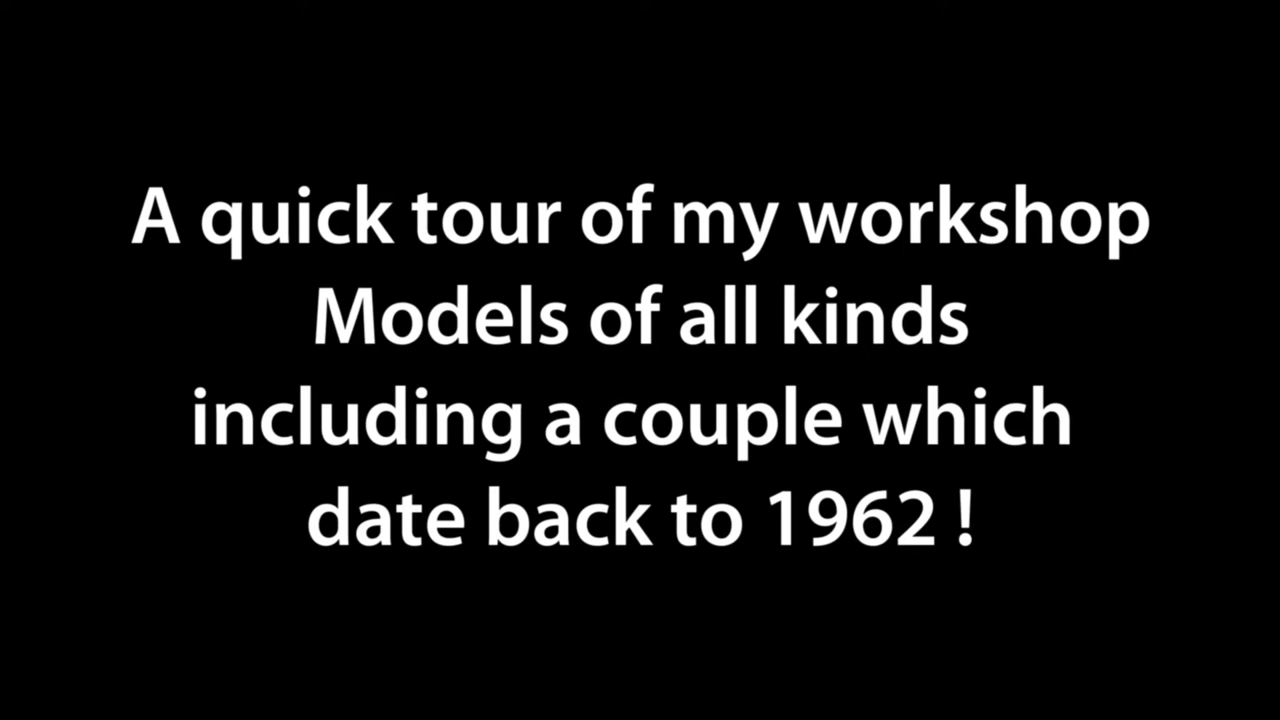 A quick tour of my workshop
Models of all kinds
including a couple which
date back to 1962 !